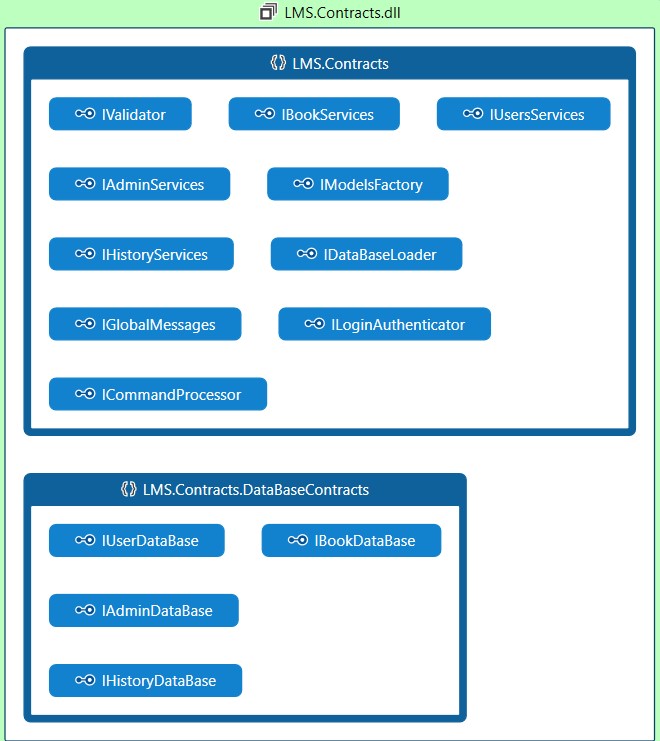 LMS.Contracts.dll
LMS.Contracts
IValidator IBookServices IUsersServices
IAdminServices IModelsFactory
IHistoryServices IDataBaseLoader
IGlobalMessages ILoginAuthenticator
ICommandProcessor
LMS.Contracts.DataBaseContracts
IUserDataBase IBookDataBase
IAdminDataBase
IHistoryDataBase